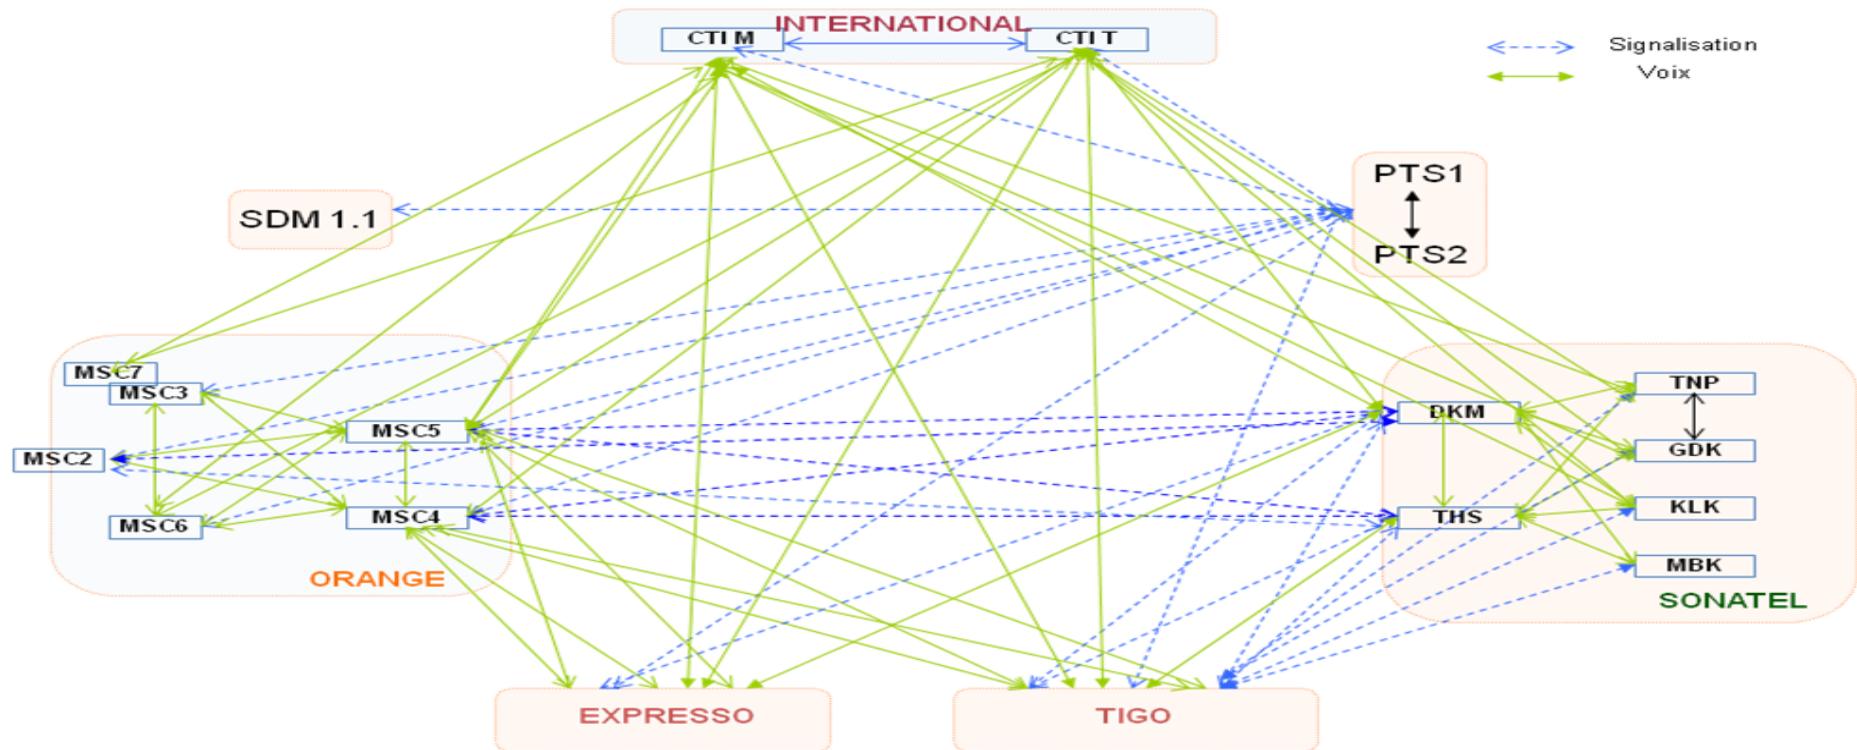 INTERNATIONAL
CTI M
CTI T
Signalisation
Voix
PTS1
PTS2
SDM 1.1
MSC7
MSC3
MSC5
MSC2
MSC4
MSC6
ORANGE
TNP
DKM
GDK
KLK
THS
MBK
SONATEL
EXPRESSO
TIGO